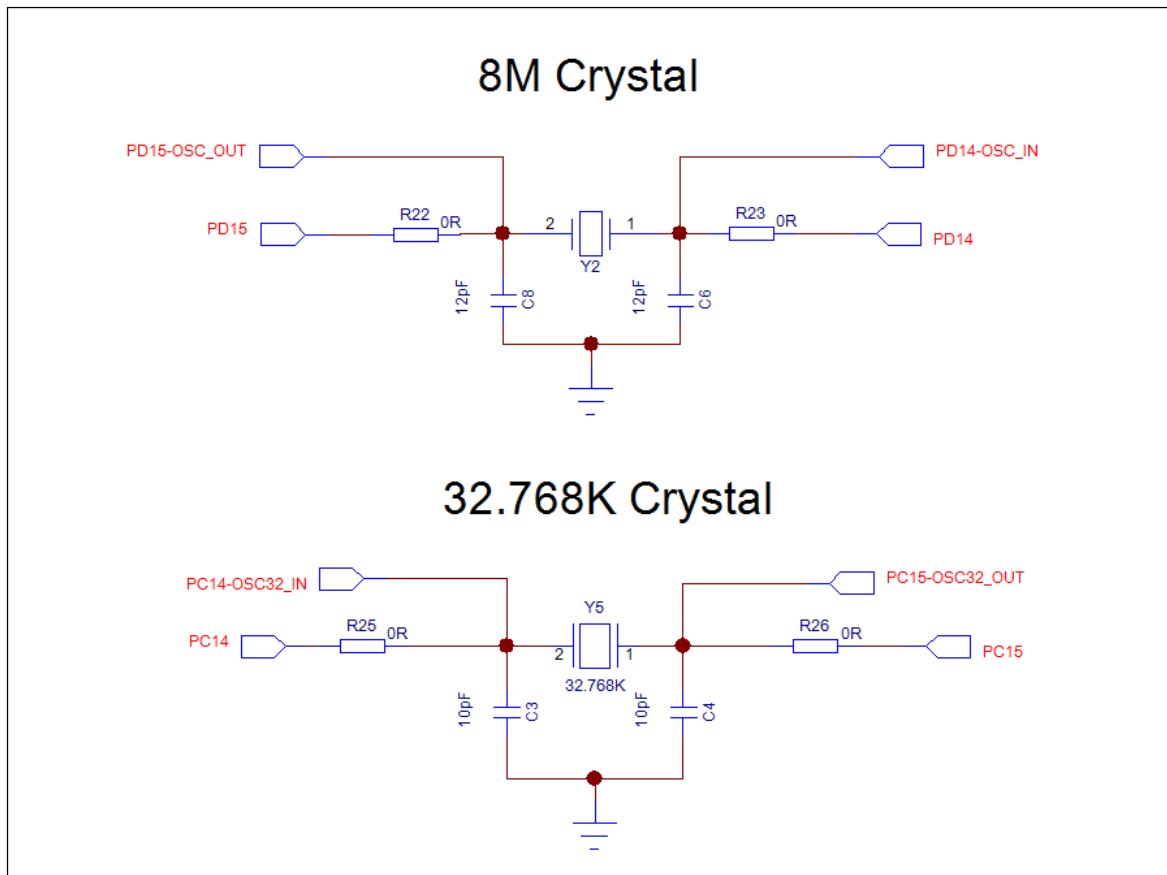 8M Crystal
PD15-OSC_OUT
PD14-OSC_IN
PD15
R22
0R
2
1
R23
0R
PD14
Y2
12pF
C8
12pF
C6
32.768K Crystal
PC14-OSC32_IN
PC15-OSC32_OUT
PC14
R25
0R
Y5
2
1
32.768K
R26
0R
PC15
10pF
C3
10pF
C4